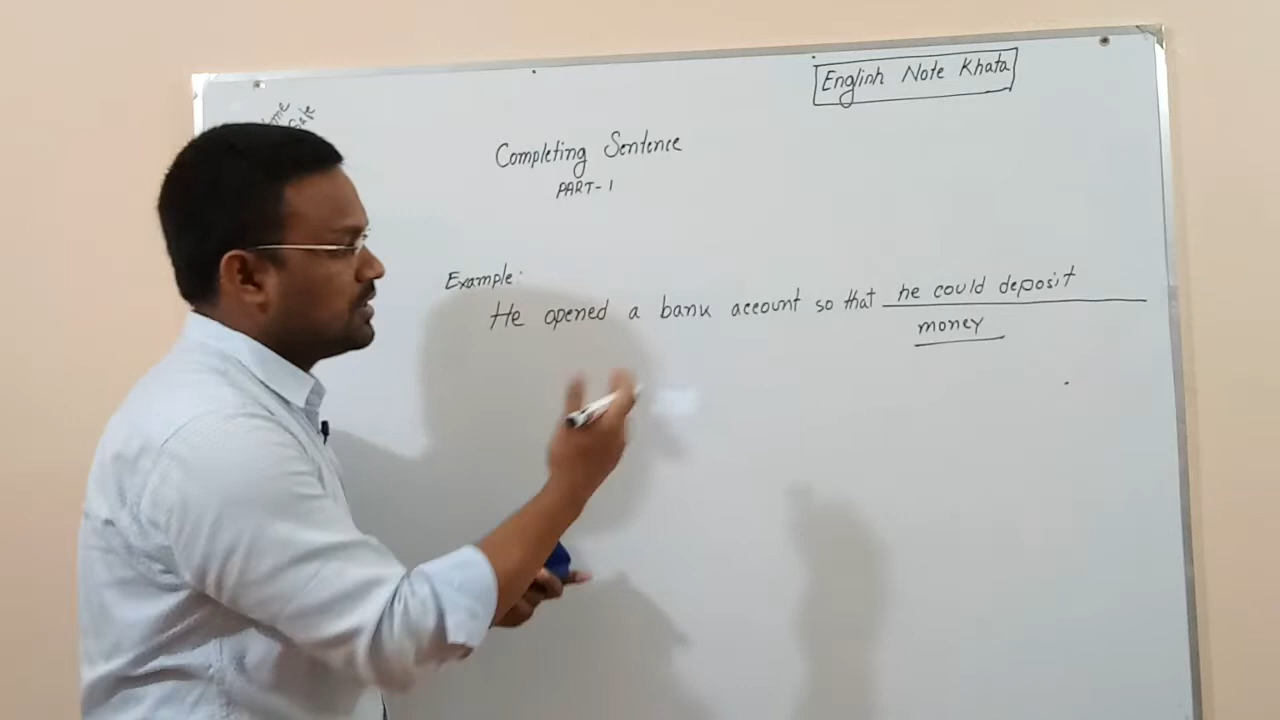 English Note Khata
Completing Sentence
PART-1
Example:
He opened a bank account so that he could deposit
money